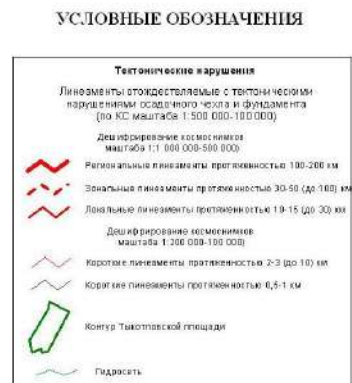 УСЛОВНЫЕ ОБОЗНАЧЕНИЯ
Тектонические нарушения
Линеаменты отождествляемые с тектоническими
нарушениями осадочного чехла и фундамента
(по КС маштаба 1:500 000-100 000)
Дешифрирование космоснимков
маштаба 1:1 000 000-500 000)
Региональные линеаменты протяженностью 100-200 км
Зональные линеаменты протяженностью 30-50 (до 100) км
Локальные линеаменты протяженностью 10-15 (до 30) км
Дешифрирование космоснимков
маштаба 1:200 000-100 000)
Короткие линеаменты протяженностью 2-3 (до 10) км
Короткие линеаменты протяженностью 0,5-1 км
Контур Тыкотловской площади
Гидросеть